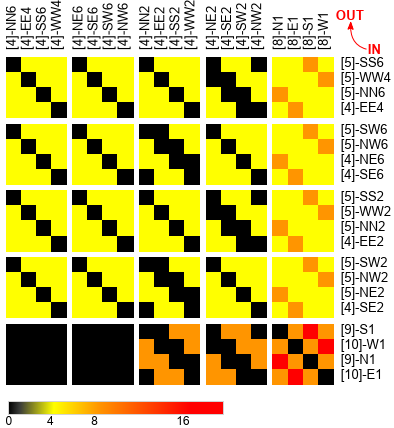 [4]-NN6 [4]-EE4 [4]-SS6 [4]-WW4 [4]-NE6 [4]-SE6 [4]-SW6 [4]-NW6 [4]-NN2 [4]-EE2 [4]-SS2 [4]-WW2 [4]-NE2 [4]-SE2 [4]-SW2 [4]-NW2 [8]-N1 [8]-E1 [8]-S1 [8]-W1
OUT
IN
[5]-SS6
[5]-WW4
[5]-NN6
[4]-EE4
[5]-SW6
[5]-NW6
[4]-NE6
[4]-SE6
[5]-SS2
[5]-WW2
[5]-NN2
[4]-EE2
[5]-SW2
[5]-NW2
[5]-NE2
[4]-SE2
[9]-S1
[10]-W1
[9]-N1
[10]-E1
0 4 8 16